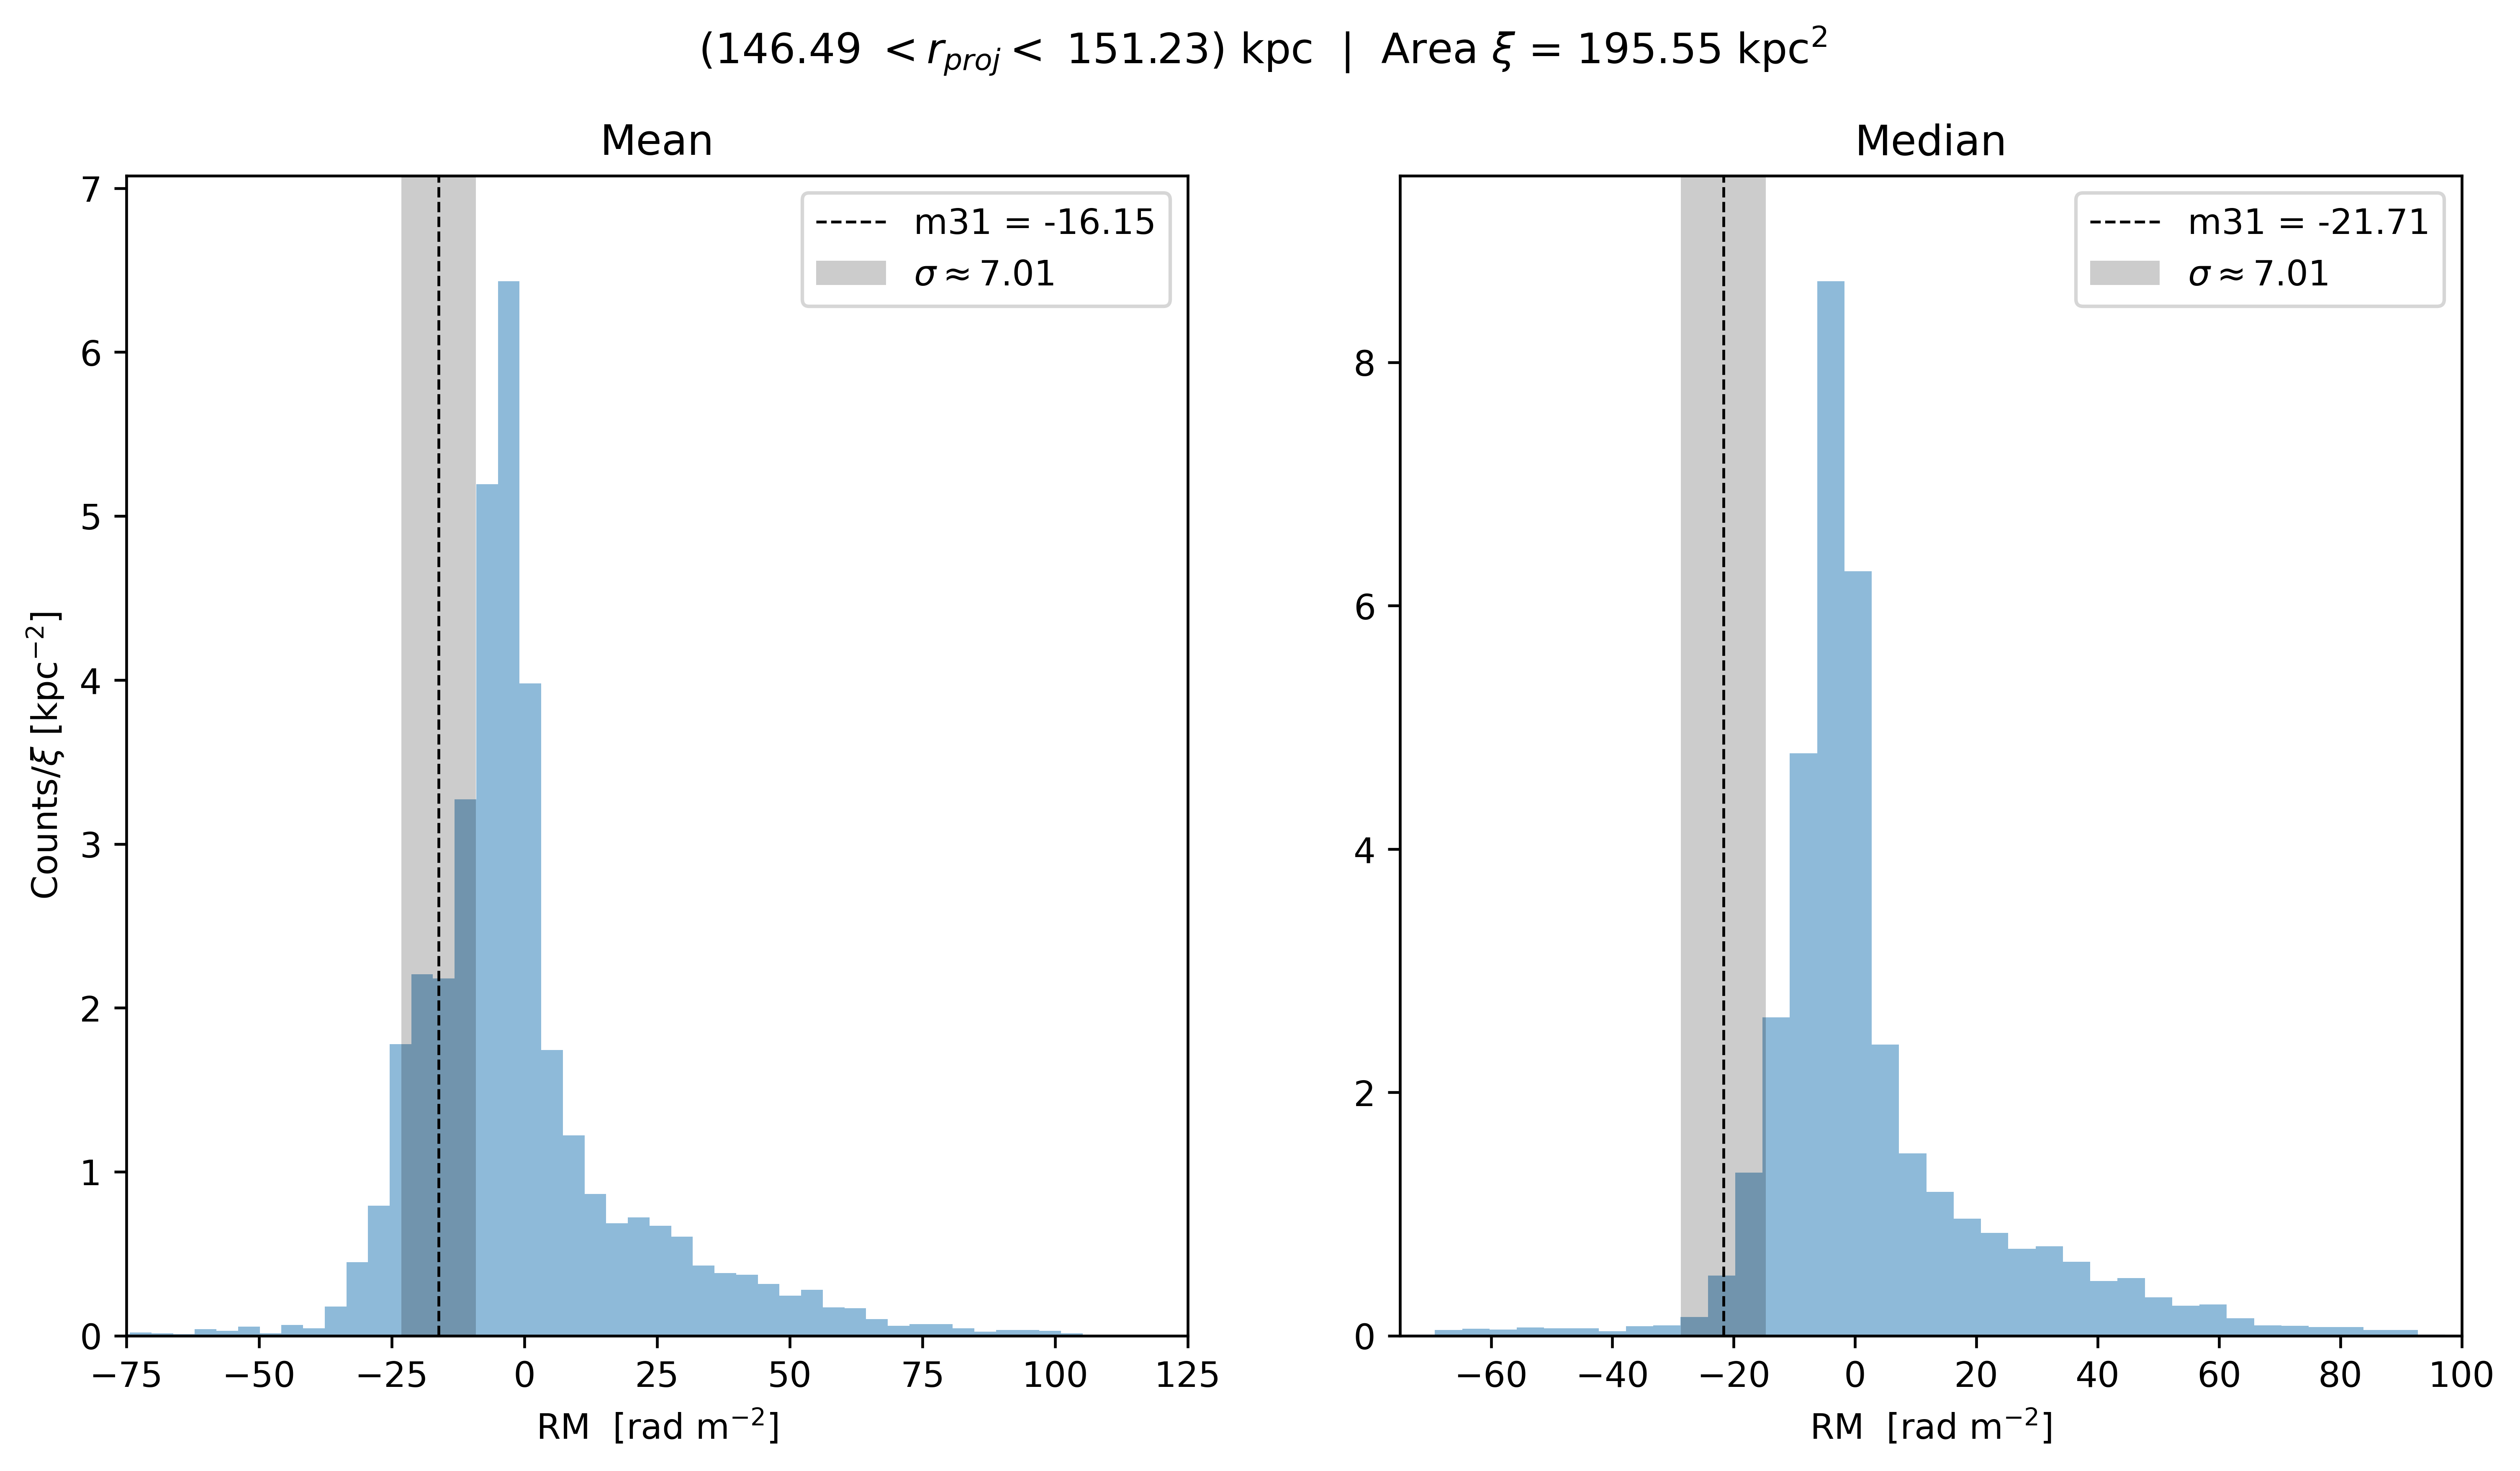 (146.49 < r_proj < 151.23) kpc | Area ξ = 195.55 kpc²
Mean
m31 = -16.15
σ ≈ 7.01
7
6
5
4
3
2
1
0
Counts/ξ [kpc⁻²]
−75 −50 −25 0 25 50 75 100 125
RM [rad m⁻²]
Median
m31 = -21.71
σ ≈ 7.01
8
6
4
2
0
−60 −40 −20 0 20 40 60 80 100
RM [rad m⁻²]